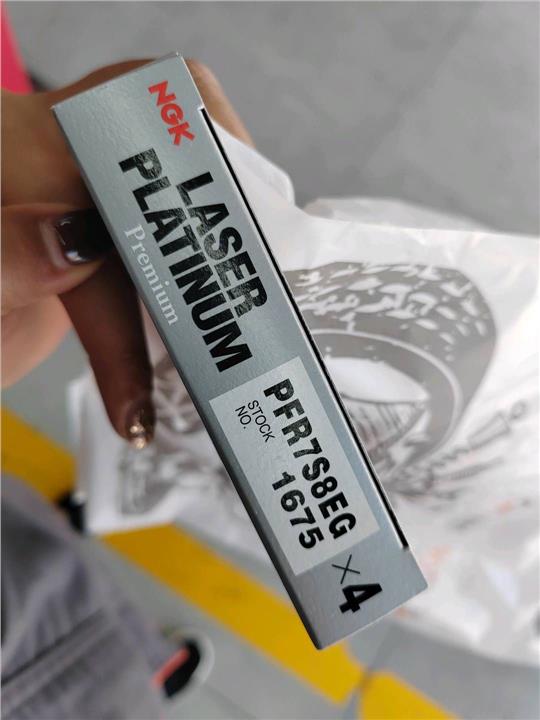 NGK
LASER
PLATINUM
Premium
PFR7S8EG
STOCK
NO.
1675
×4